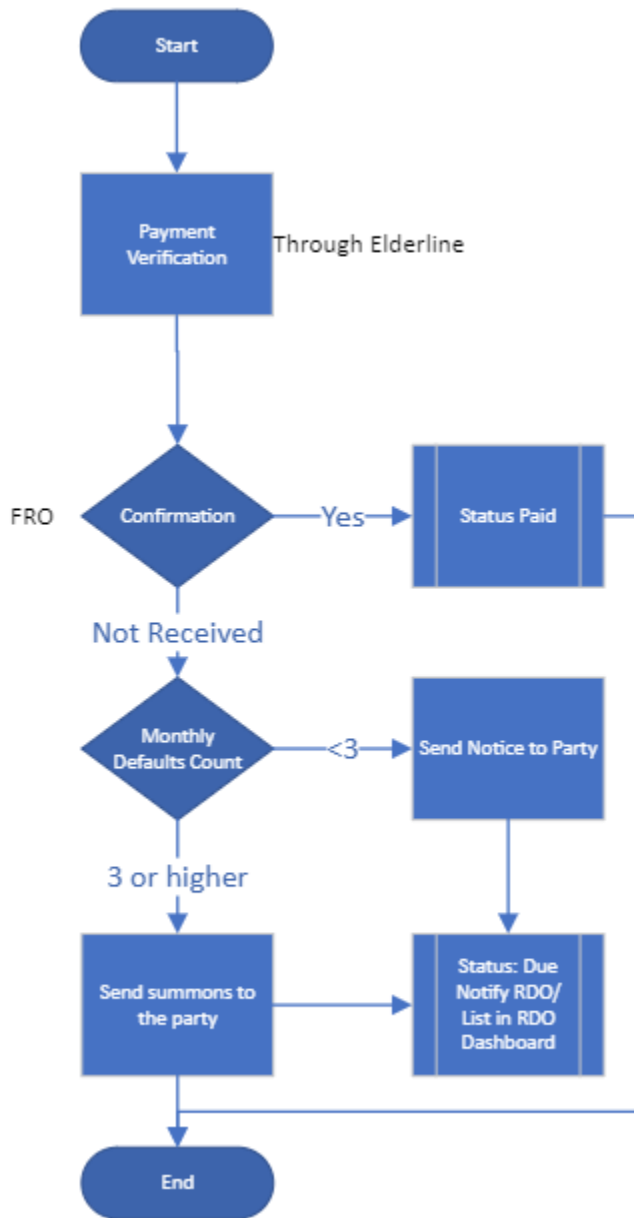 Start
Payment
Verification
Through Elderline
FRO
Confirmation
Yes
Status Paid
Not Received
Monthly
Defaults Count
<3
Send Notice to Party
3 or higher
Send summons to
the party
Status: Due
Notify RDO/
List in RDO
Dashboard
End